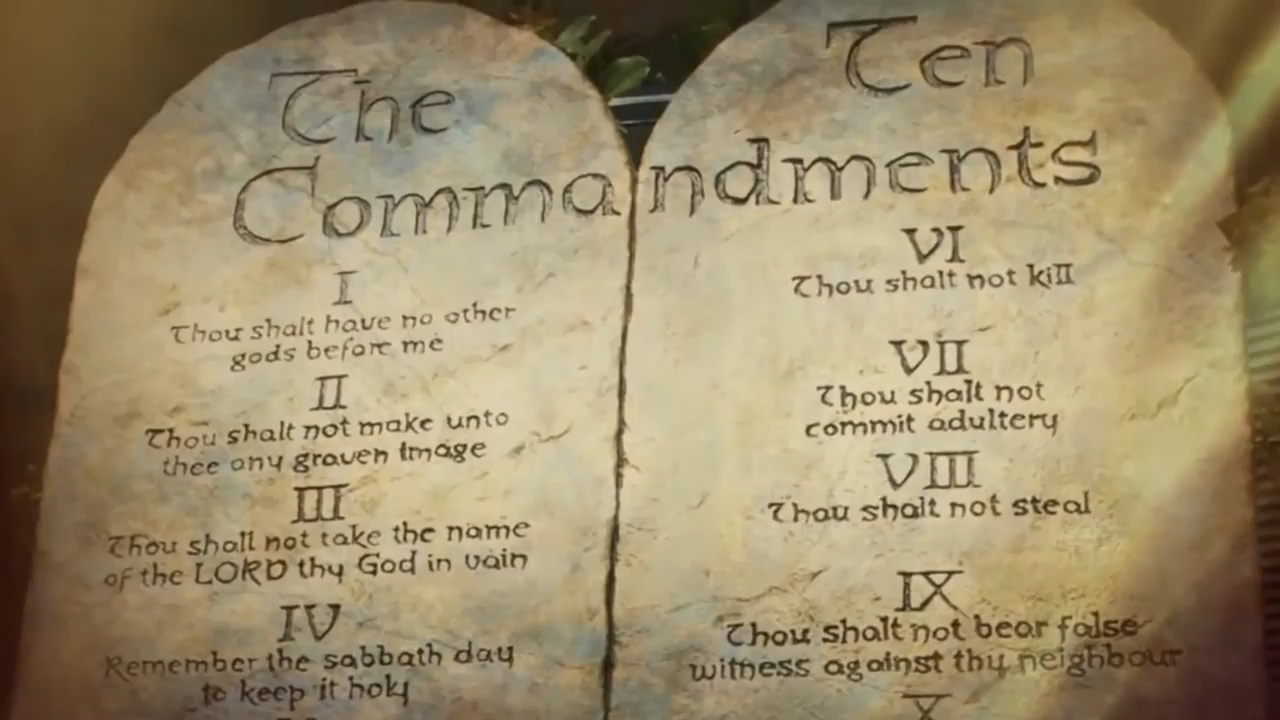 The Ten
Commandments
I
Thou shalt have no other
gods before me
II
Thou shalt not make unto
thee any graven image
III
Thou shall not take the name
of the LORD thy God in vain
IV
Remember the sabbath day
to keep it holy
VI
Thou shalt not kill
VII
Thou shalt not
commit adultery
VIII
Thou shalt not steal
IX
Thou shalt not bear false
witness against thy neighbour
X